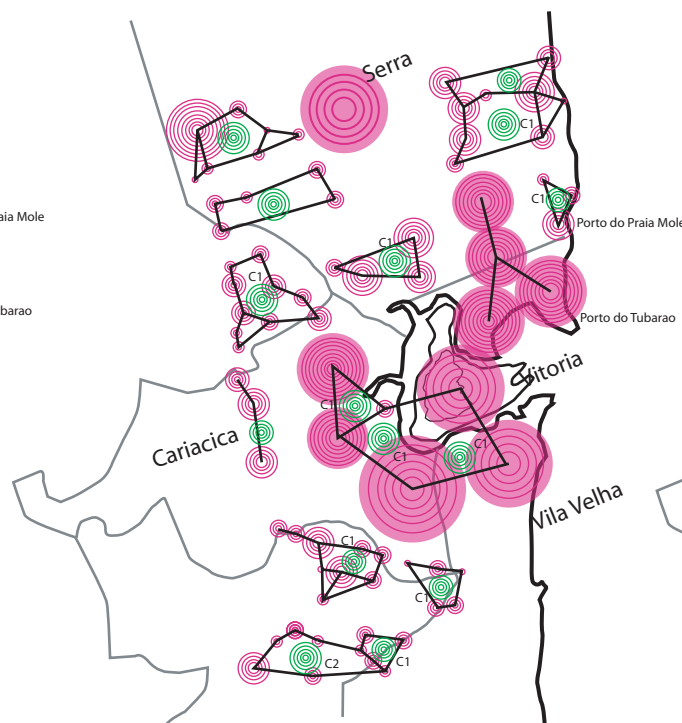 Serra
C1
C1
aia Mole
Porto do Praia Mole
C1
C1
barao
Porto do Tubarao
Vitoria
C1
Cariacica
C1
C1
Vila Velha
C1
C1
C2
C1